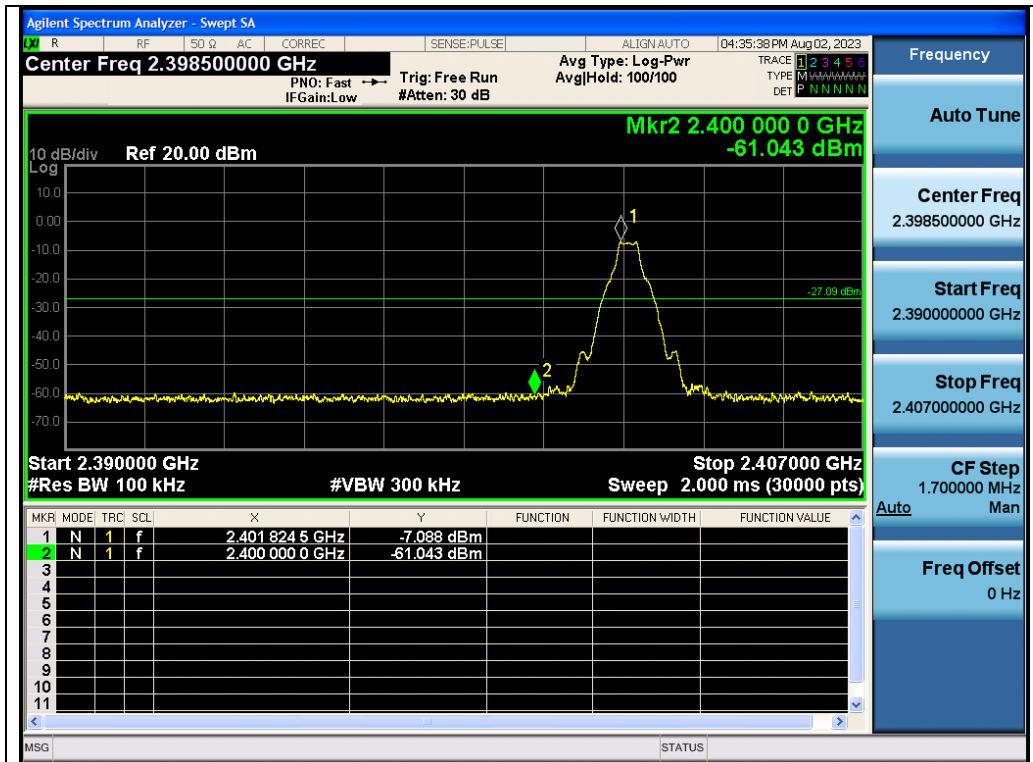 Agilent Spectrum Analyzer - Swept SA
LXI R RF 50 Ω AC CORREC SENSE:PULSE ALIGN AUTO 04:35:38 PM Aug 02, 2023
Center Freq 2.398500000 GHz
PNO: Fast
IFGain:Low
Trig: Free Run
#Atten: 30 dB
Avg Type: Log-Pwr
Avg|Hold: 100/100
TRACE 1 2 3 4 5 6
TYPE M WWWWW
DET P N N N N N
Mkr2 2.400 000 0 GHz
-61.043 dBm
10 dB/div Ref 20.00 dBm
Log
10.0
0.00
-10.0
-20.0
-30.0
-40.0
-50.0
-60.0
-70.0
1
-27.09 dBm
2
Start 2.390000 GHz Stop 2.407000 GHz
#Res BW 100 kHz #VBW 300 kHz Sweep 2.000 ms (30000 pts)
MKR MODE TRC SCL X Y FUNCTION FUNCTION WIDTH FUNCTION VALUE
1 N 1 f 2.401 824 5 GHz -7.088 dBm
2 N 1 f 2.400 000 0 GHz -61.043 dBm
3
4
5
6
7
8
9
10
11
MSG STATUS
Frequency
Auto Tune
Center Freq
2.398500000 GHz
Start Freq
2.390000000 GHz
Stop Freq
2.407000000 GHz
CF Step
1.700000 MHz
Auto Man
Freq Offset
0 Hz